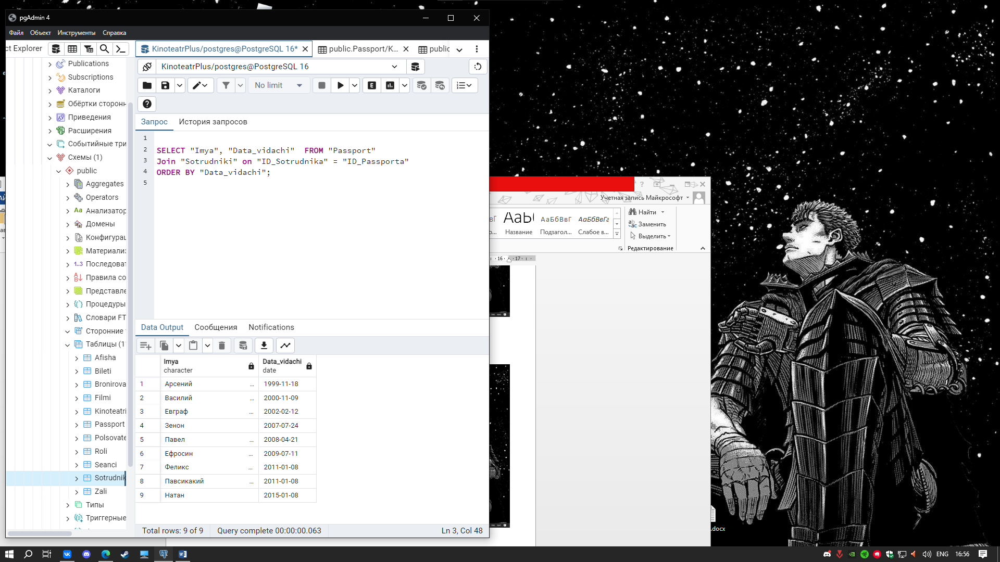 pgAdmin 4
Файл Объект Инструменты Справка
ct Explorer
KinoteatrPlus/postgres@PostgreSQL 16*
public.Passport/K...
public
KinoteatrPlus/postgres@PostgreSQL 16
No limit
Запрос История запросов
1
2 SELECT "Imya", "Data_vidachi" FROM "Passport"
3 Join "Sotrudniki" on "ID_Sotrudnika" = "ID_Passporta"
4 ORDER BY "Data_vidachi";
5
Publications
Subscriptions
Каталоги
Обёртки сторонн
Приведения
Расширения
Событийные три
Схемы (1)
public
Aggregates
Operators
Анализатор
Домены
Конфигурац
Материализ
Последоват
Правила со
Представле
Процедуры
Словари FT
Сторонние
Таблицы (1
Afisha
Bileti
Bronirova
Filmi
Kinoteatri
Passport
Polsovate
Roli
Seanci
Sotrudnik
Zali
Типы
Триггерные
Data Output Сообщения Notifications
Imya Data_vidachi
character date
1 Арсений ... 1999-11-18
2 Василий ... 2000-11-09
3 Евграф ... 2002-02-12
4 Зенон 2007-07-24
5 Павел ... 2008-04-21
6 Ефросин ... 2009-07-11
7 Феликс ... 2011-01-08
8 Павсикакий ... 2011-01-08
9 Натан 2015-01-08
Total rows: 9 of 9 Query complete 00:00:00.063 Ln 3, Col 48
Учетная запись Майкрософт
АаБбВгГ АаБбВвГг
Название Подзагол... Слабое в...
Найти
Заменить
Выделить
Редактирование
16 17
.docx
ENG 16:56